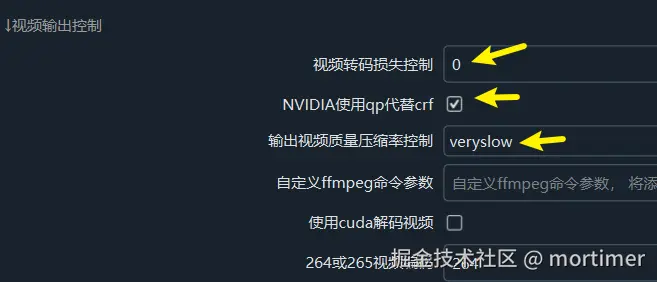 ↓视频输出控制
视频转码损失控制 0
NVIDIA使用qp代替crf
输出视频质量压缩率控制 veryslow
自定义ffmpeg命令参数 自定义ffmpeg命令参数， 将添
使用cuda解码视频
264或265视频编码 264
掘金技术社区 @ mortimer